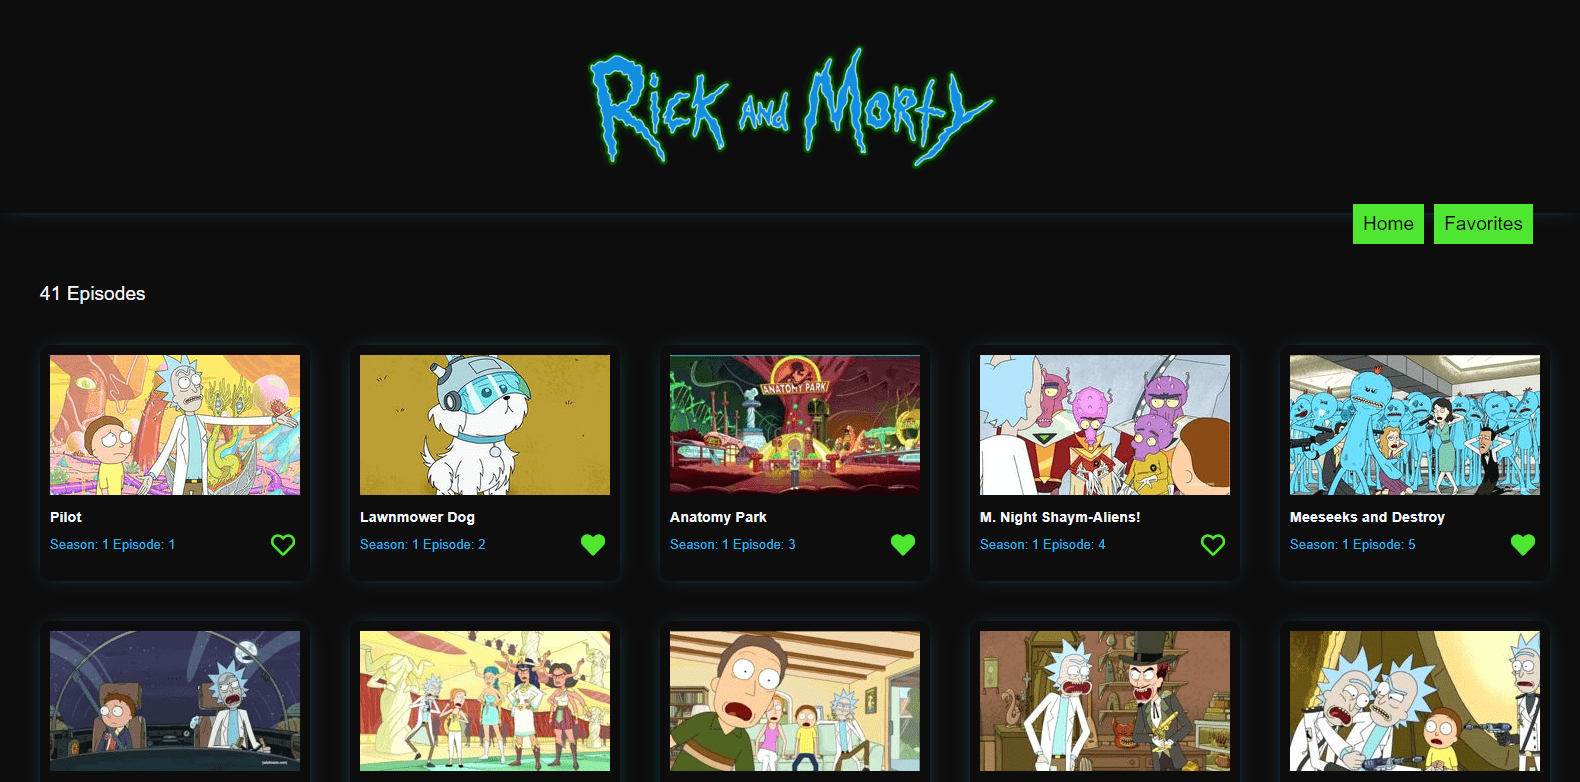 Rick and Morty
Home
Favorites
41 Episodes
ANATOMY PARK
Pilot
Season: 1 Episode: 1
Lawnmower Dog
Season: 1 Episode: 2
Anatomy Park
Season: 1 Episode: 3
M. Night Shaym-Aliens!
Season: 1 Episode: 4
Meeseeks and Destroy
Season: 1 Episode: 5